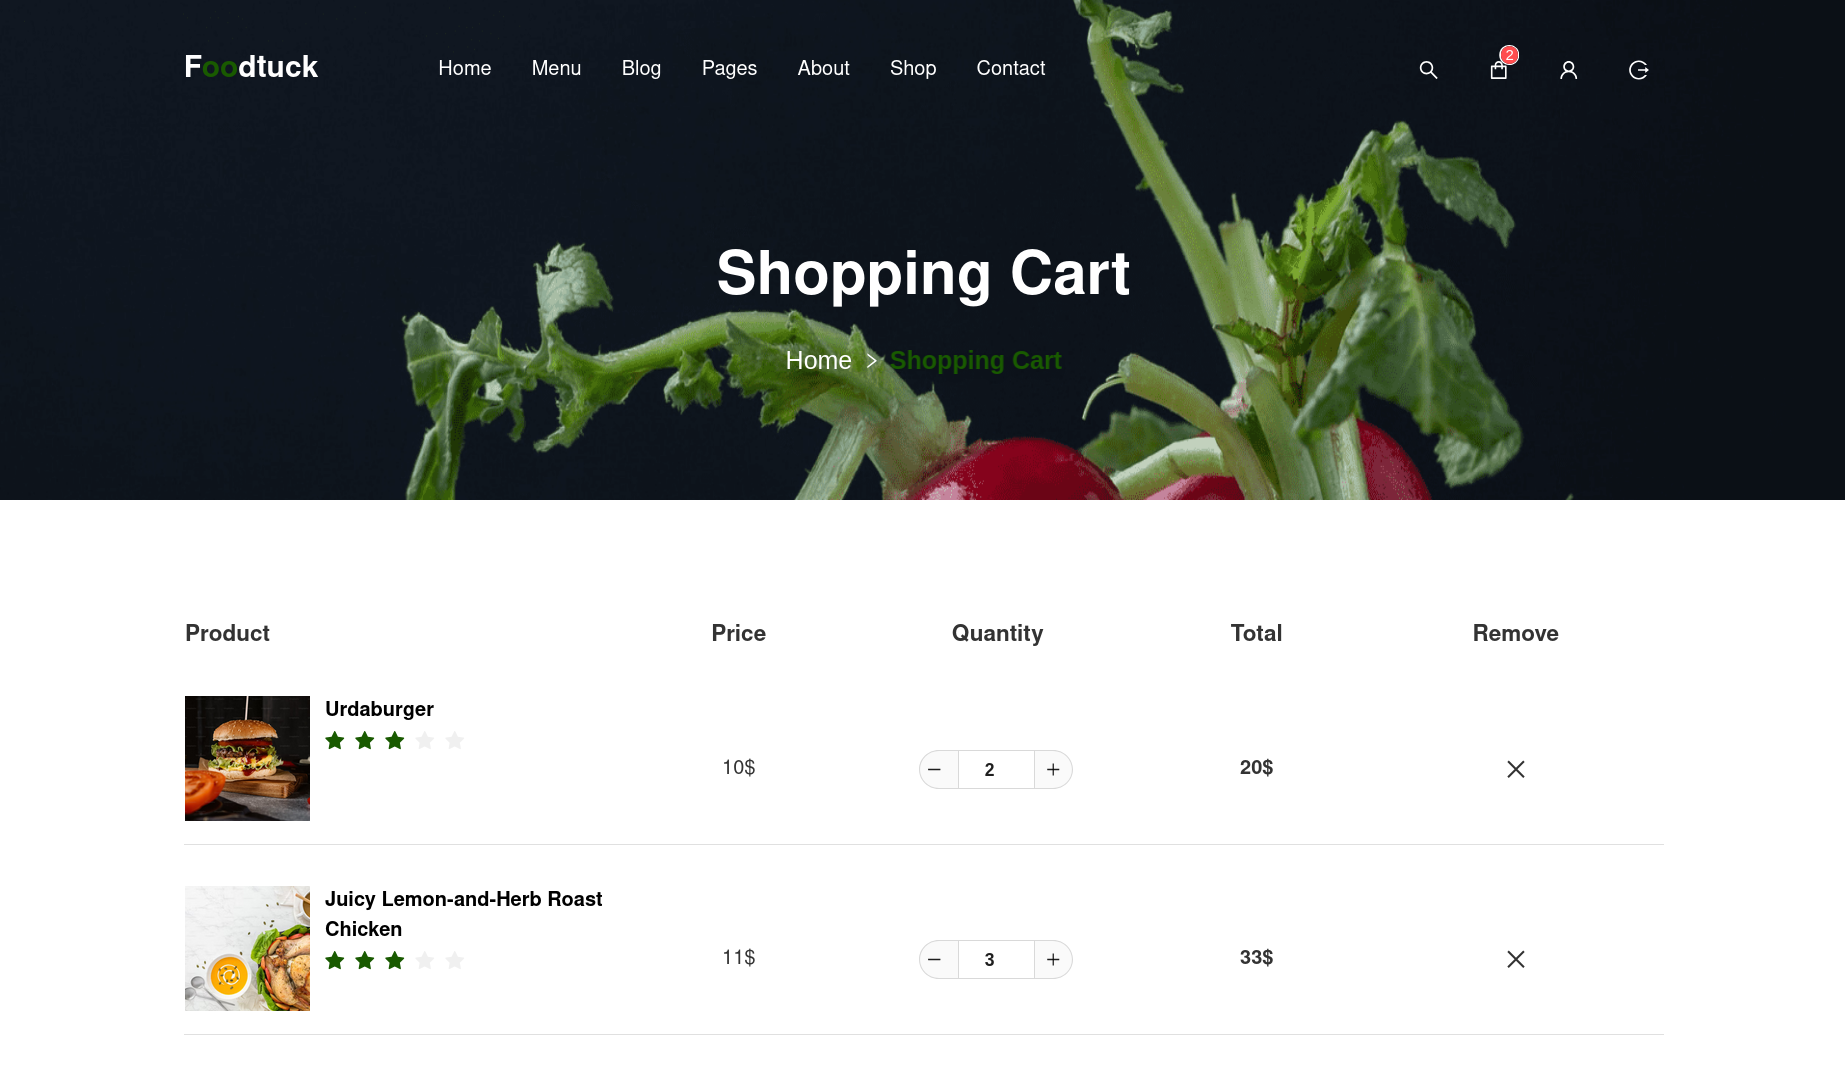 Foodtuck
Home Menu Blog Pages About Shop Contact
2
Shopping Cart
Home > Shopping Cart
Product Price Quantity Total Remove
Urdaburger
10$ − 2 + 20$
Juicy Lemon-and-Herb Roast
Chicken
11$ − 3 + 33$